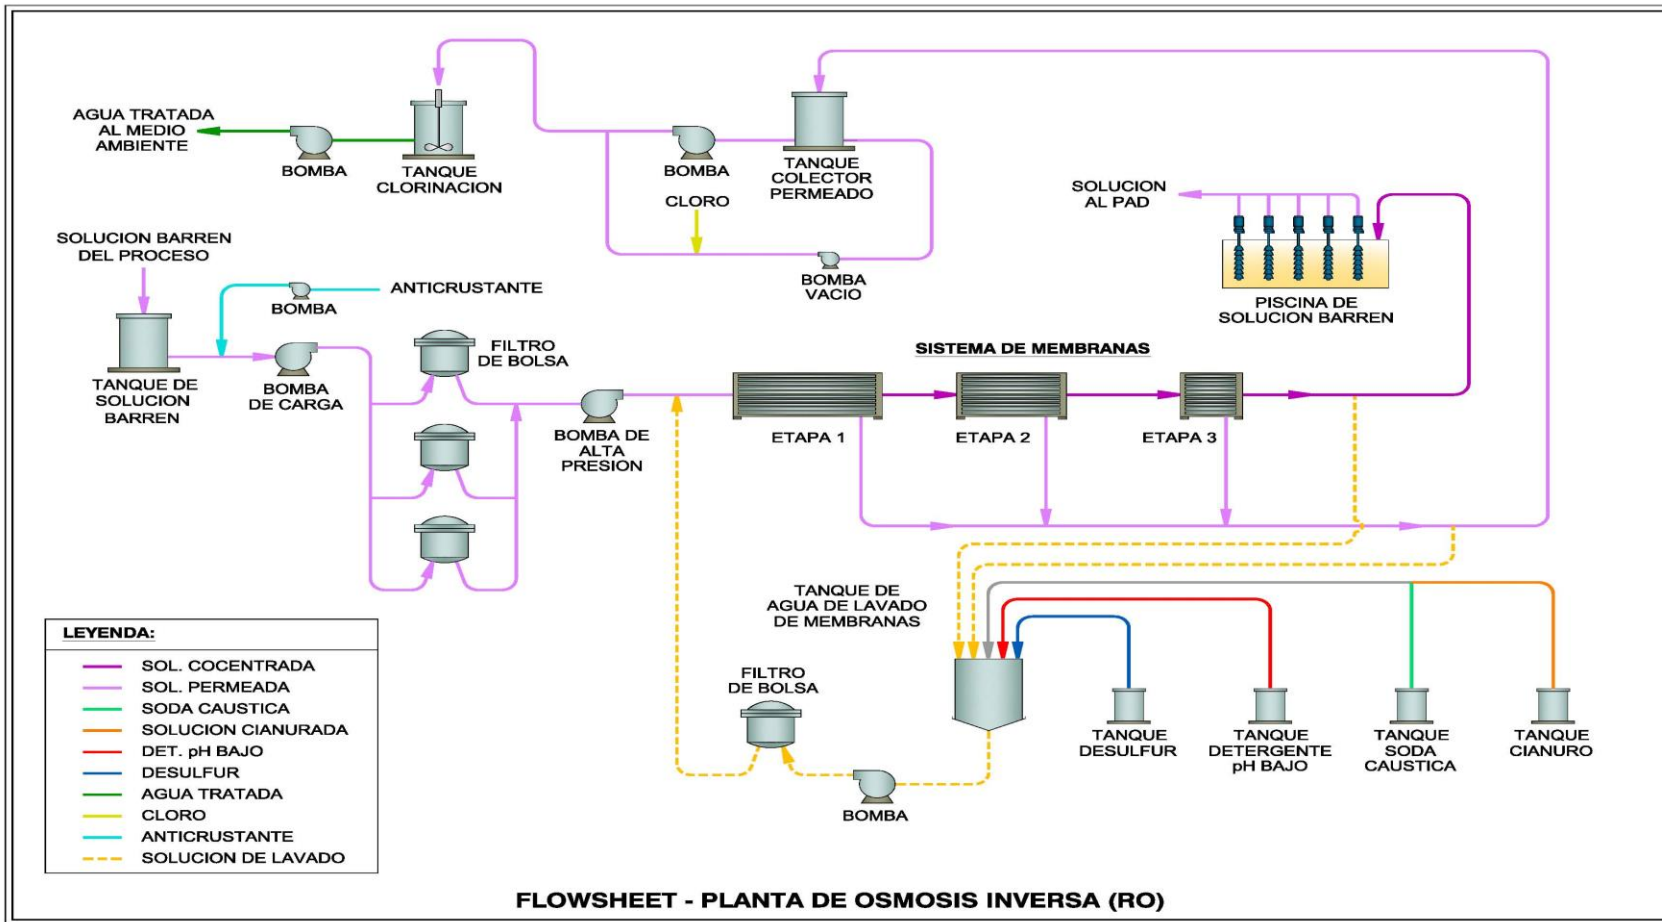 AGUA TRATADA
AL MEDIO
AMBIENTE
BOMBA
TANQUE
CLORINACION
BOMBA
TANQUE
COLECTOR
PERMEADO
CLORO
BOMBA
VACIO
SOLUCION
AL PAD
PISCINA DE
SOLUCION BARREN
SOLUCION BARREN
DEL PROCESO
ANTICRUSTANTE
BOMBA
TANQUE DE
SOLUCION
BARREN
BOMBA
DE CARGA
FILTRO
DE BOLSA
BOMBA DE
ALTA
PRESION
SISTEMA DE MEMBRANAS
ETAPA 1
ETAPA 2
ETAPA 3
TANQUE DE
AGUA DE LAVADO
DE MEMBRANAS
FILTRO
DE BOLSA
BOMBA
TANQUE
DESULFUR
TANQUE
DETERGENTE
pH BAJO
TANQUE
SODA
CAUSTICA
TANQUE
CIANURO
LEYENDA:
SOL. COCENTRADA
SOL. PERMEADA
SODA CAUSTICA
SOLUCION CIANURADA
DET. pH BAJO
DESULFUR
AGUA TRATADA
CLORO
ANTICRUSTANTE
SOLUCION DE LAVADO
FLOWSHEET - PLANTA DE OSMOSIS INVERSA (RO)